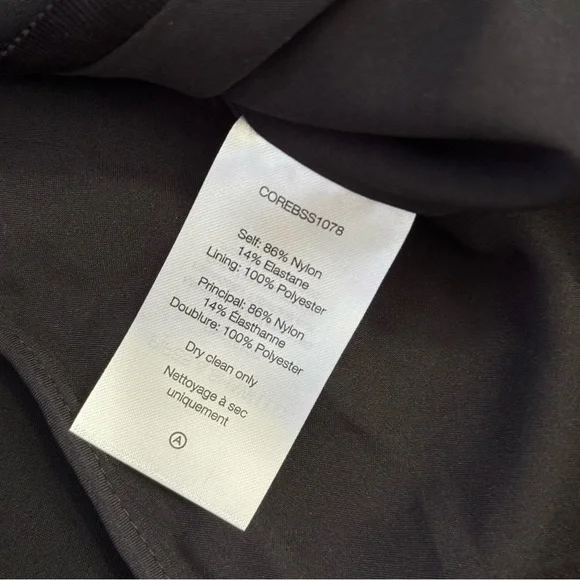 COREBSS1078
Self: 86% Nylon
14% Elastane
Lining: 100% Polyester
Principal: 86% Nylon
14% Élasthanne
Doublure: 100% Polyester
Dry clean only
Nettoyage à sec
uniquement
A